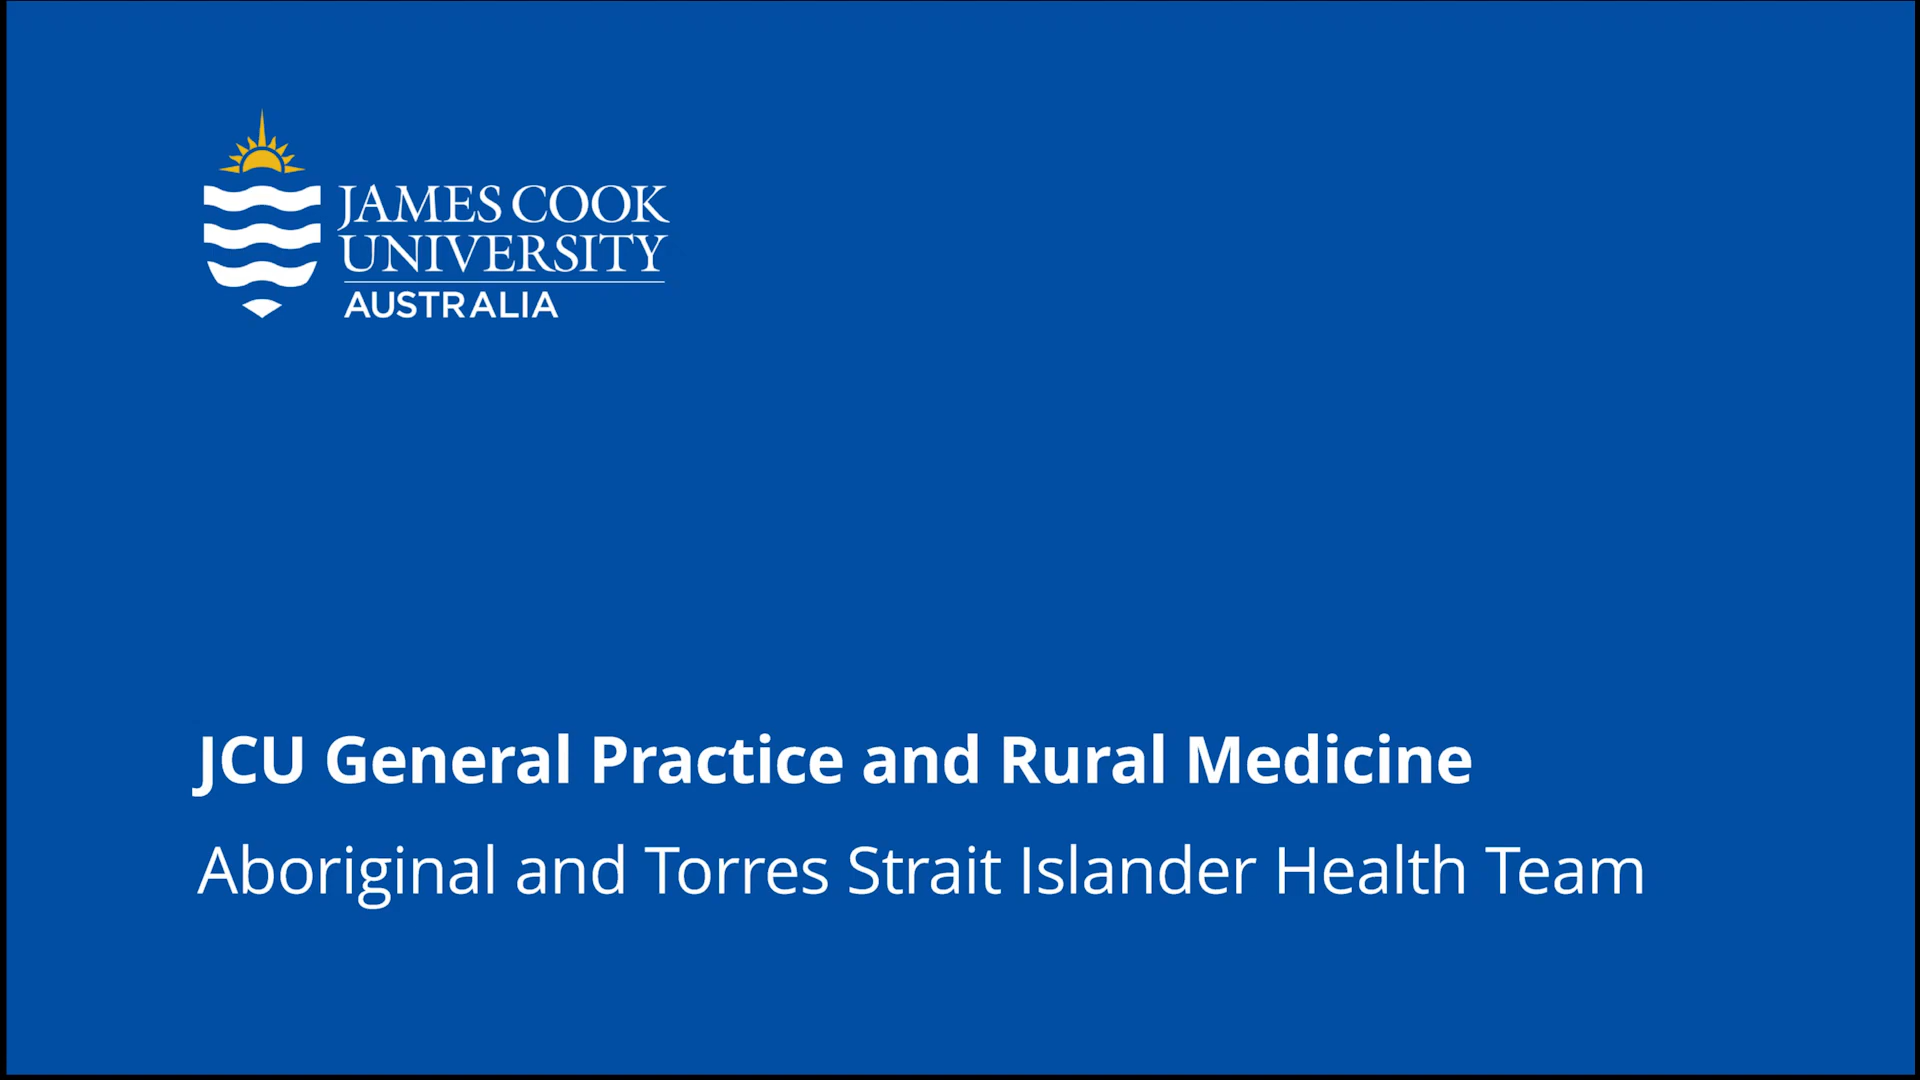 JAMES COOK
UNIVERSITY
AUSTRALIA
JCU General Practice and Rural Medicine
Aboriginal and Torres Strait Islander Health Team